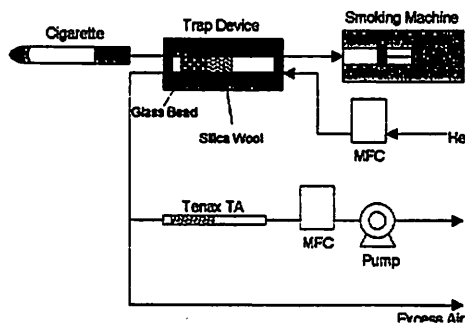 Cigarette
Trap Device
Smoking Machine
Glass Bead
Silica Wool
MFC
He
Tenax TA
MFC
Pump
Excess Air